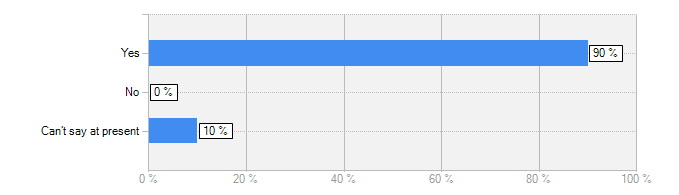 Yes 90 %
No 0 %
Can't say at present 10 %
0 % 20 % 40 % 60 % 80 % 100 %